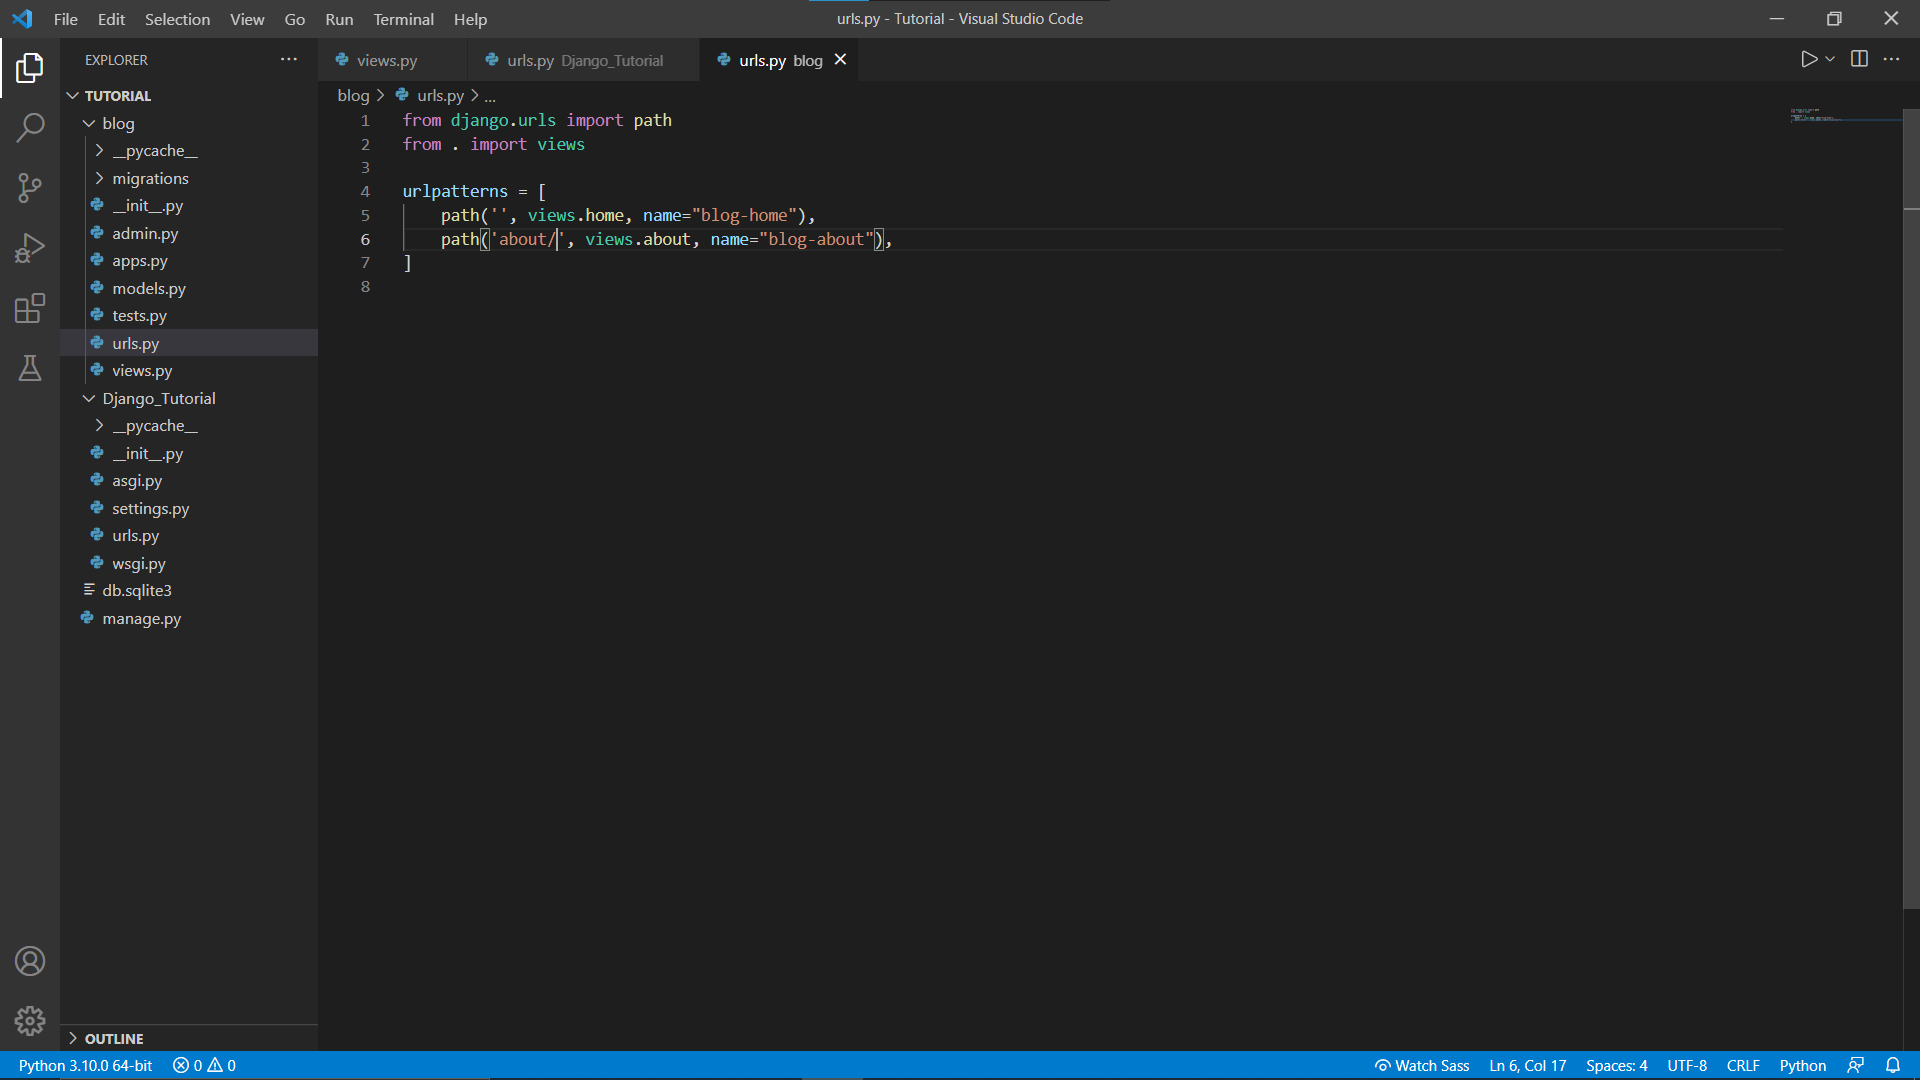 File Edit Selection View Go Run Terminal Help
urls.py - Tutorial - Visual Studio Code
EXPLORER
views.py
urls.py Django_Tutorial
urls.py blog
TUTORIAL
blog
__pycache__
migrations
__init__.py
admin.py
apps.py
models.py
tests.py
urls.py
views.py
Django_Tutorial
__pycache__
__init__.py
asgi.py
settings.py
urls.py
wsgi.py
db.sqlite3
manage.py
OUTLINE
blog > urls.py > ...
1 from django.urls import path
2 from . import views
3
4 urlpatterns = [
5 path('', views.home, name="blog-home"),
6 path('about/', views.about, name="blog-about"),
7 ]
8
Python 3.10.0 64-bit 0 0
Watch Sass Ln 6, Col 17 Spaces: 4 UTF-8 CRLF Python